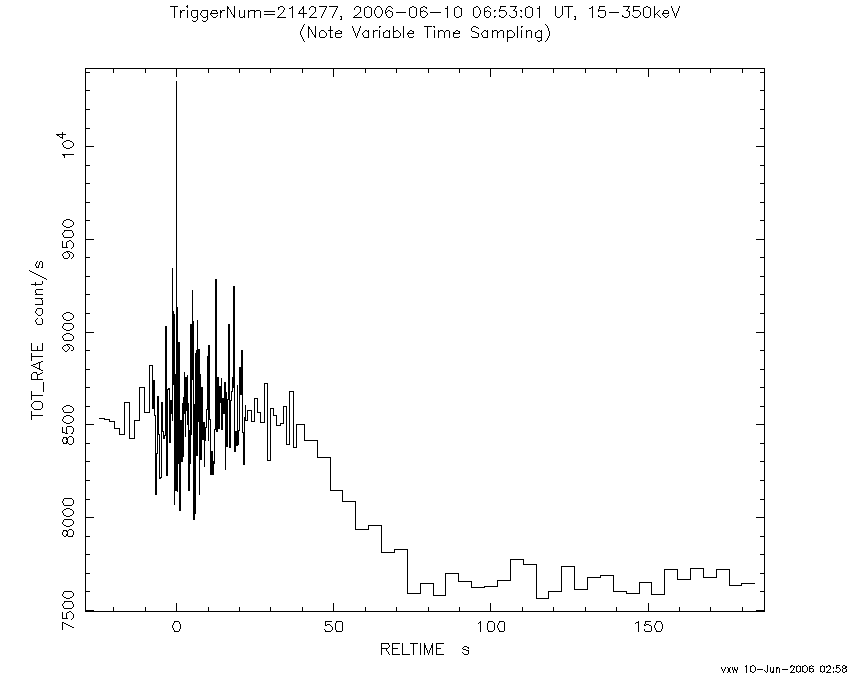 TriggerNum=214277, 2006-06-10 06:53:01 UT, 15-350keV
(Note Variable Time Sampling)
10⁴
9500
9000
8500
8000
7500
TOT_RATE count/s
0 50 100 150
RELTIME s
vxw 10-Jun-2006 02:58